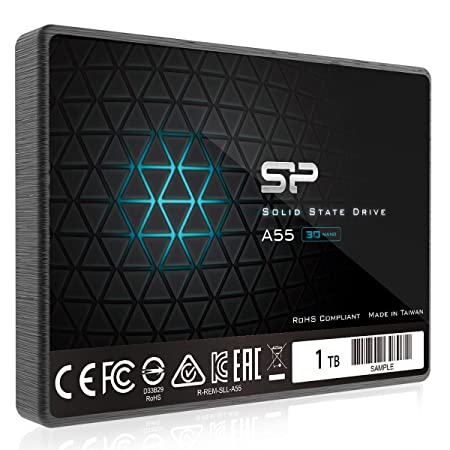 SP
SOLID STATE DRIVE
A55 3D NAND
RoHS COMPLIANT MADE IN TAIWAN
CE FC EAC 1 TB
D33B29
RoHS
R-REM-SLL-A55
SAMPLE